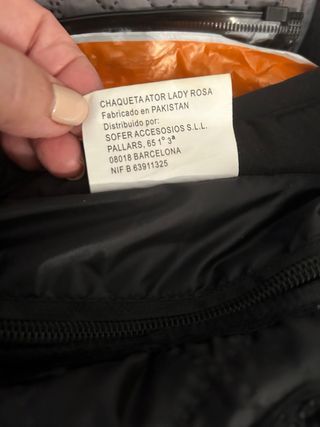 CHAQUETA ATOR LADY ROSA
Fabricado en PAKISTAN
Distribuido por:
SOFER ACCESOSIOS S.L.L.
PALLARS, 65 1º 3ª
08018 BARCELONA
NIF B 63911325